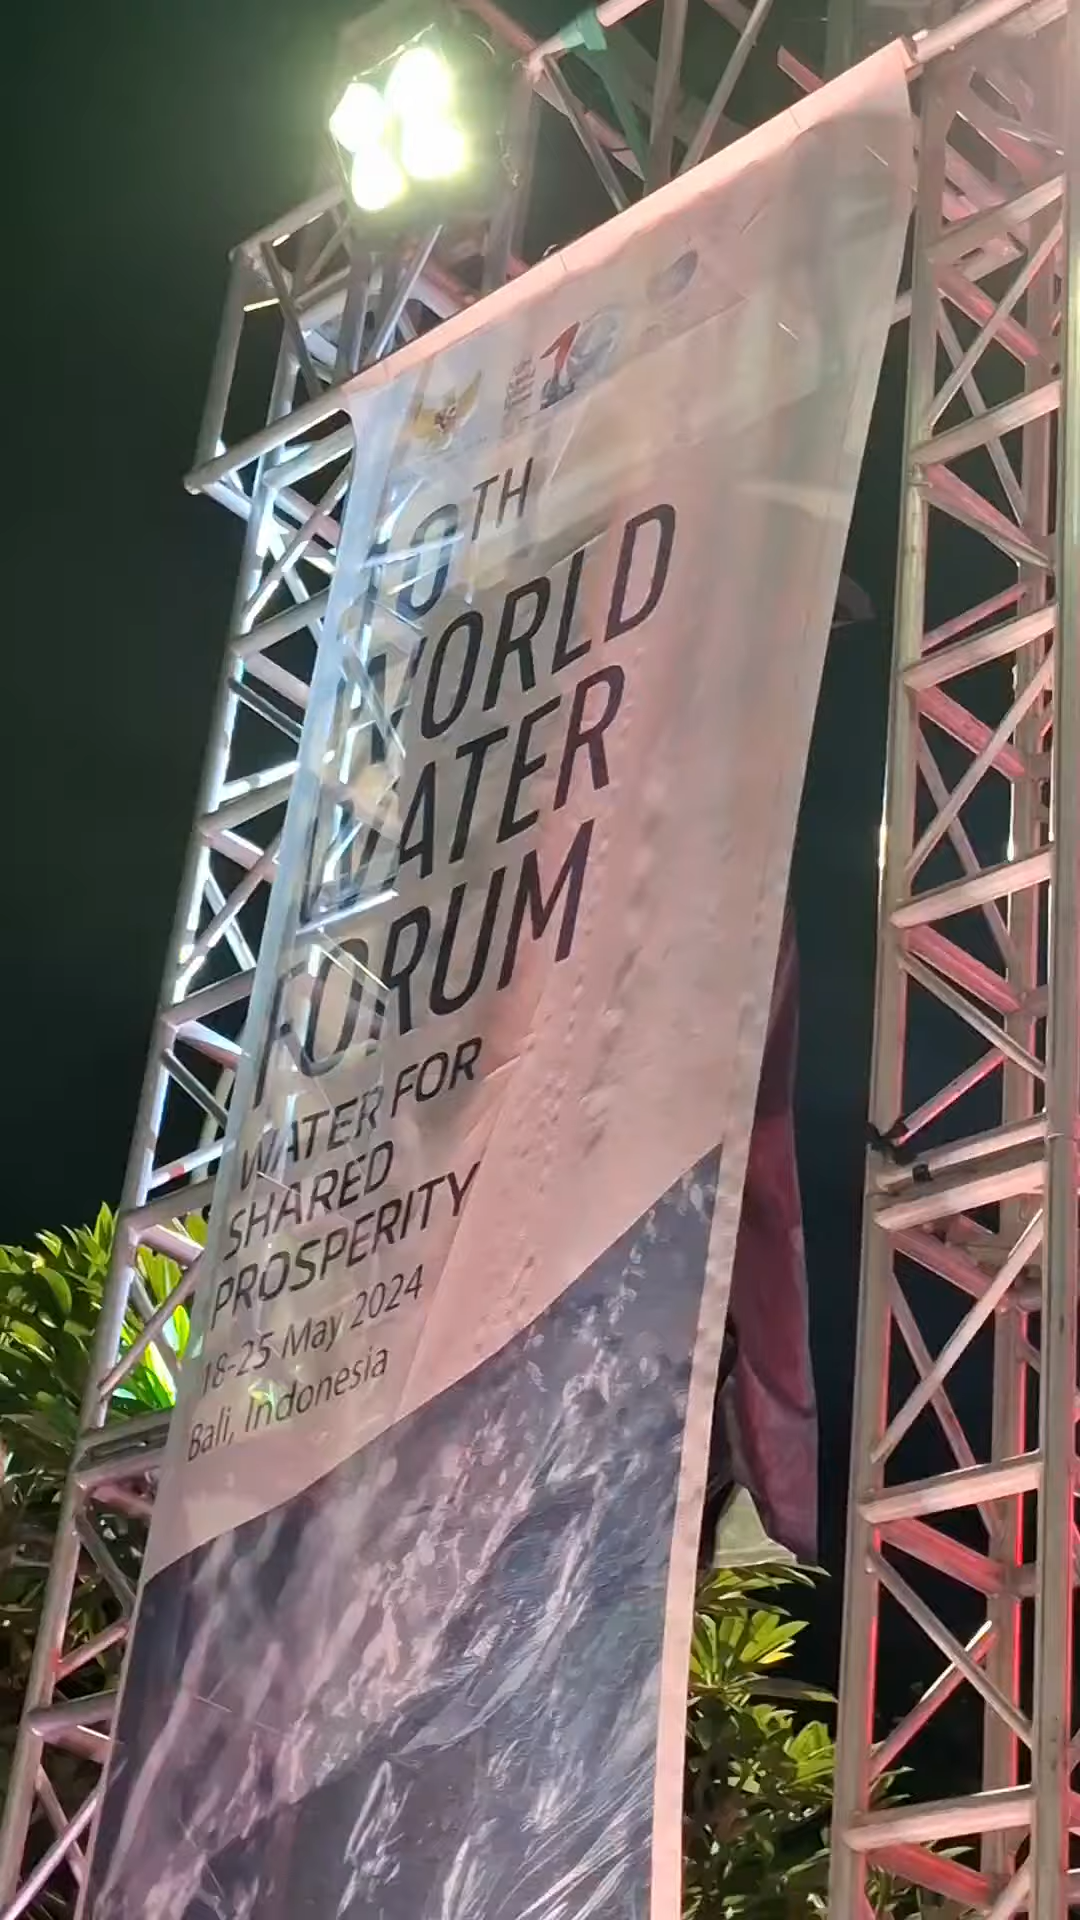 10TH
WORLD
WATER
FORUM
WATER FOR
SHARED
PROSPERITY
18-25 May 2024
Bali, Indonesia